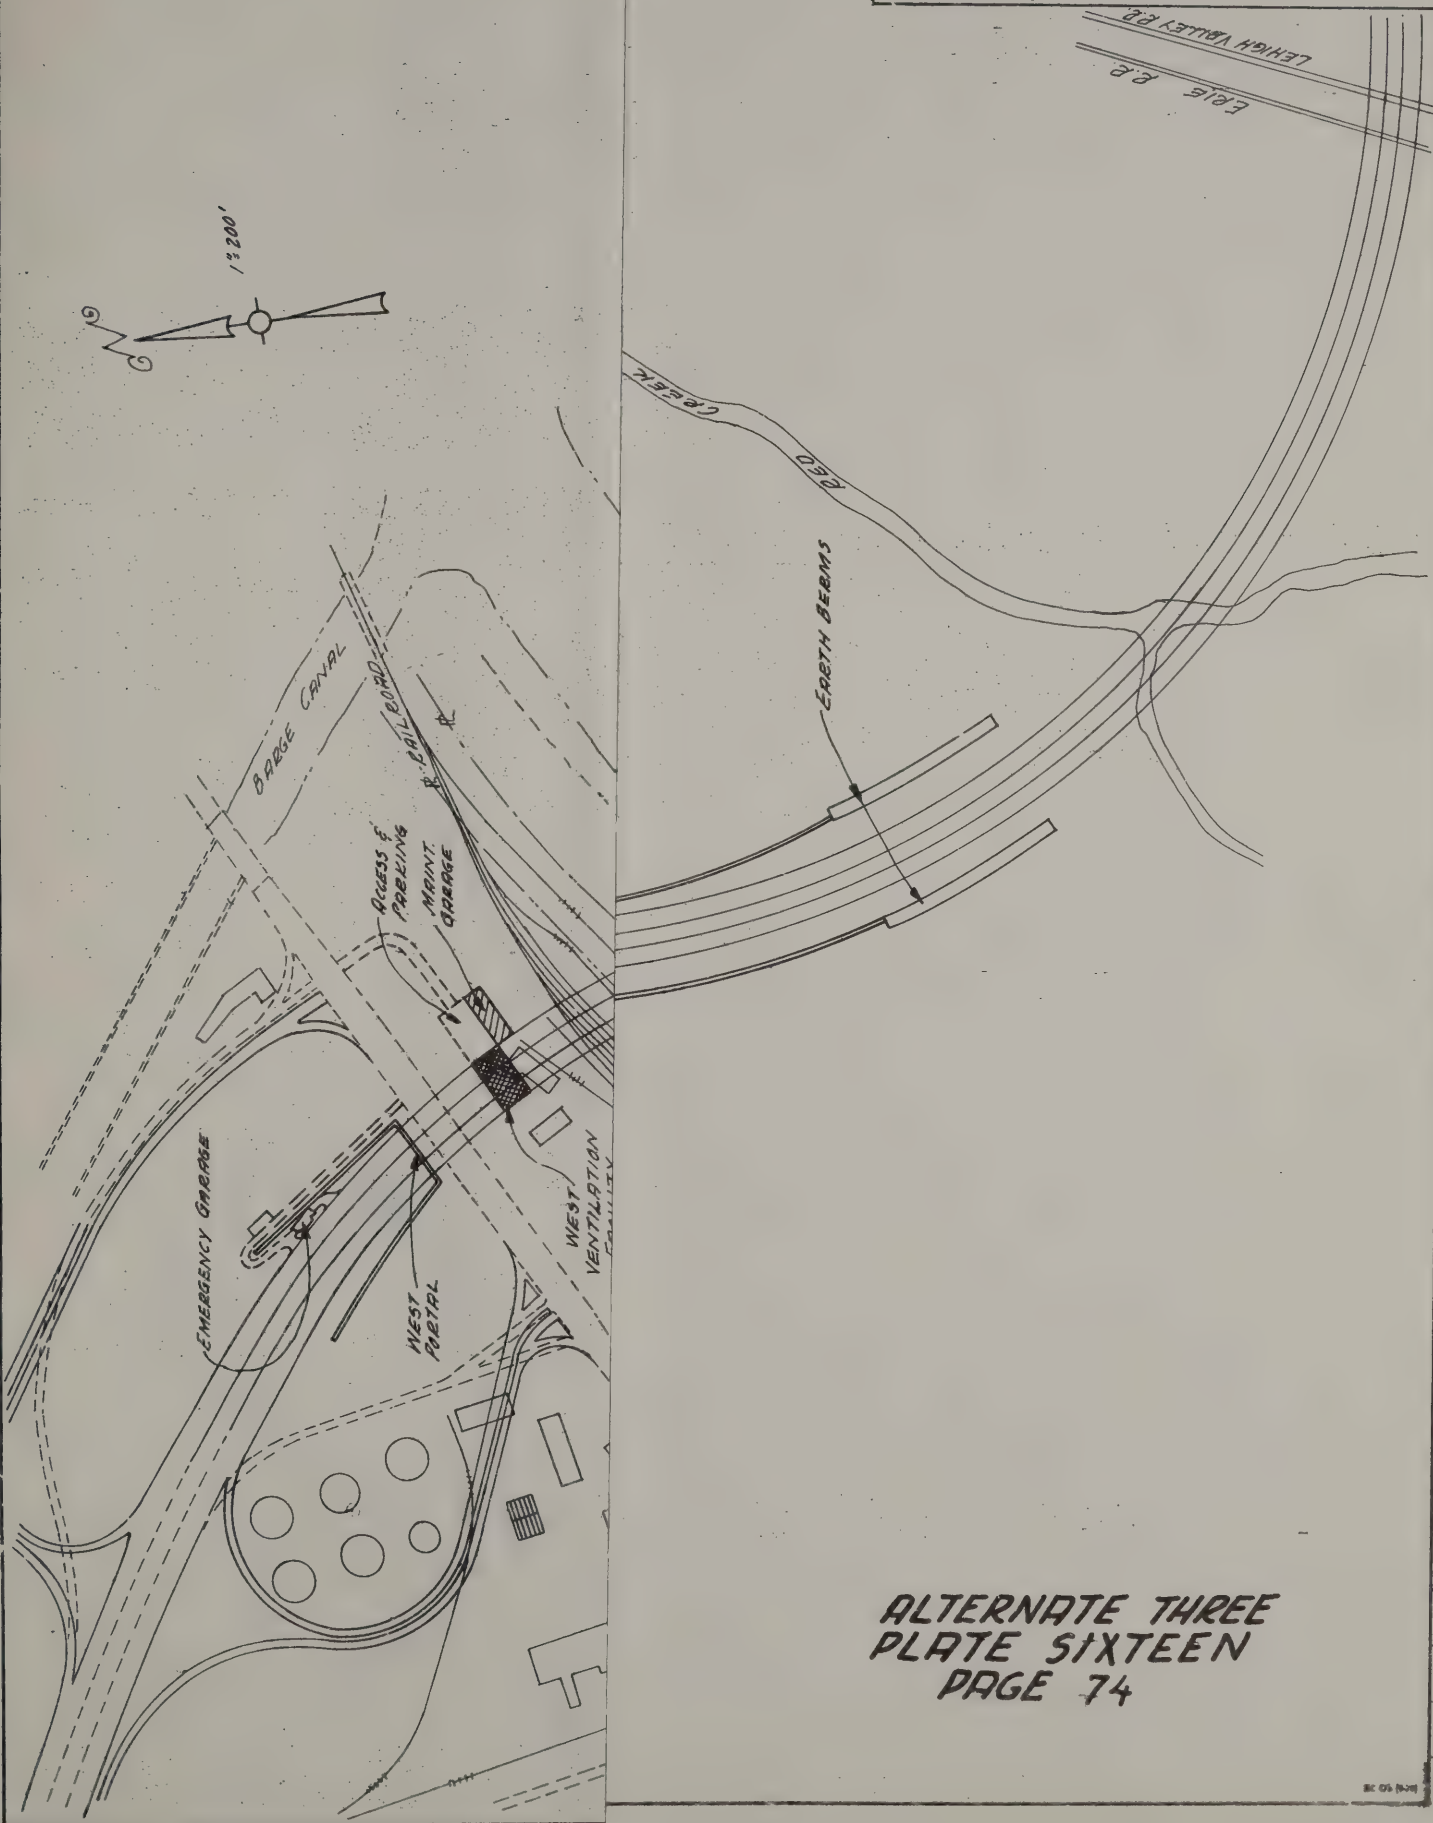 LEHIGH VALLEY R.R.
ERIE R.R.
1"=200'
RED CREEK
EARTH BERMS
BARGE CANAL
RAILROAD
ACCESS &
PARKING
MAINT.
GARAGE
EMERGENCY GARAGE
WEST
PORTAL
WEST
VENTILATION
ALTERNATE THREE
PLATE SIXTEEN
PAGE 74